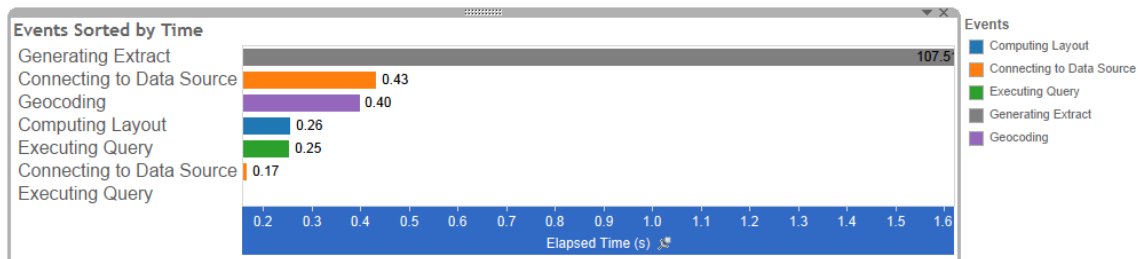 Events Sorted by Time
Generating Extract 107.51
Connecting to Data Source 0.43
Geocoding 0.40
Computing Layout 0.26
Executing Query 0.25
Connecting to Data Source 0.17
Executing Query
0.2 0.3 0.4 0.5 0.6 0.7 0.8 0.9 1.0 1.1 1.2 1.3 1.4 1.5 1.6
Elapsed Time (s)
Events
Computing Layout
Connecting to Data Source
Executing Query
Generating Extract
Geocoding